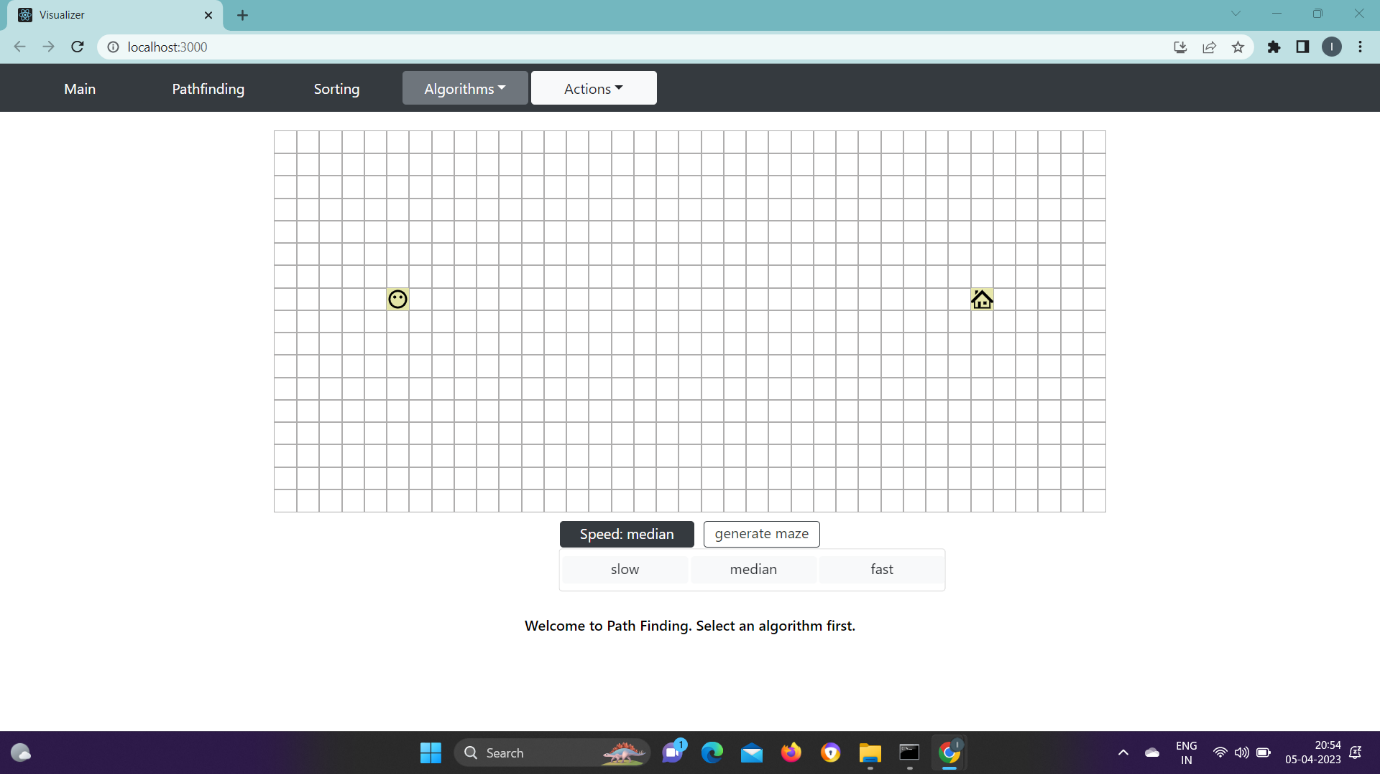 Visualizer
localhost:3000
I
Main Pathfinding Sorting Algorithms Actions
Speed: median generate maze
slow median fast
Welcome to Path Finding. Select an algorithm first.
Search
1
ENG
IN
20:54
05-04-2023